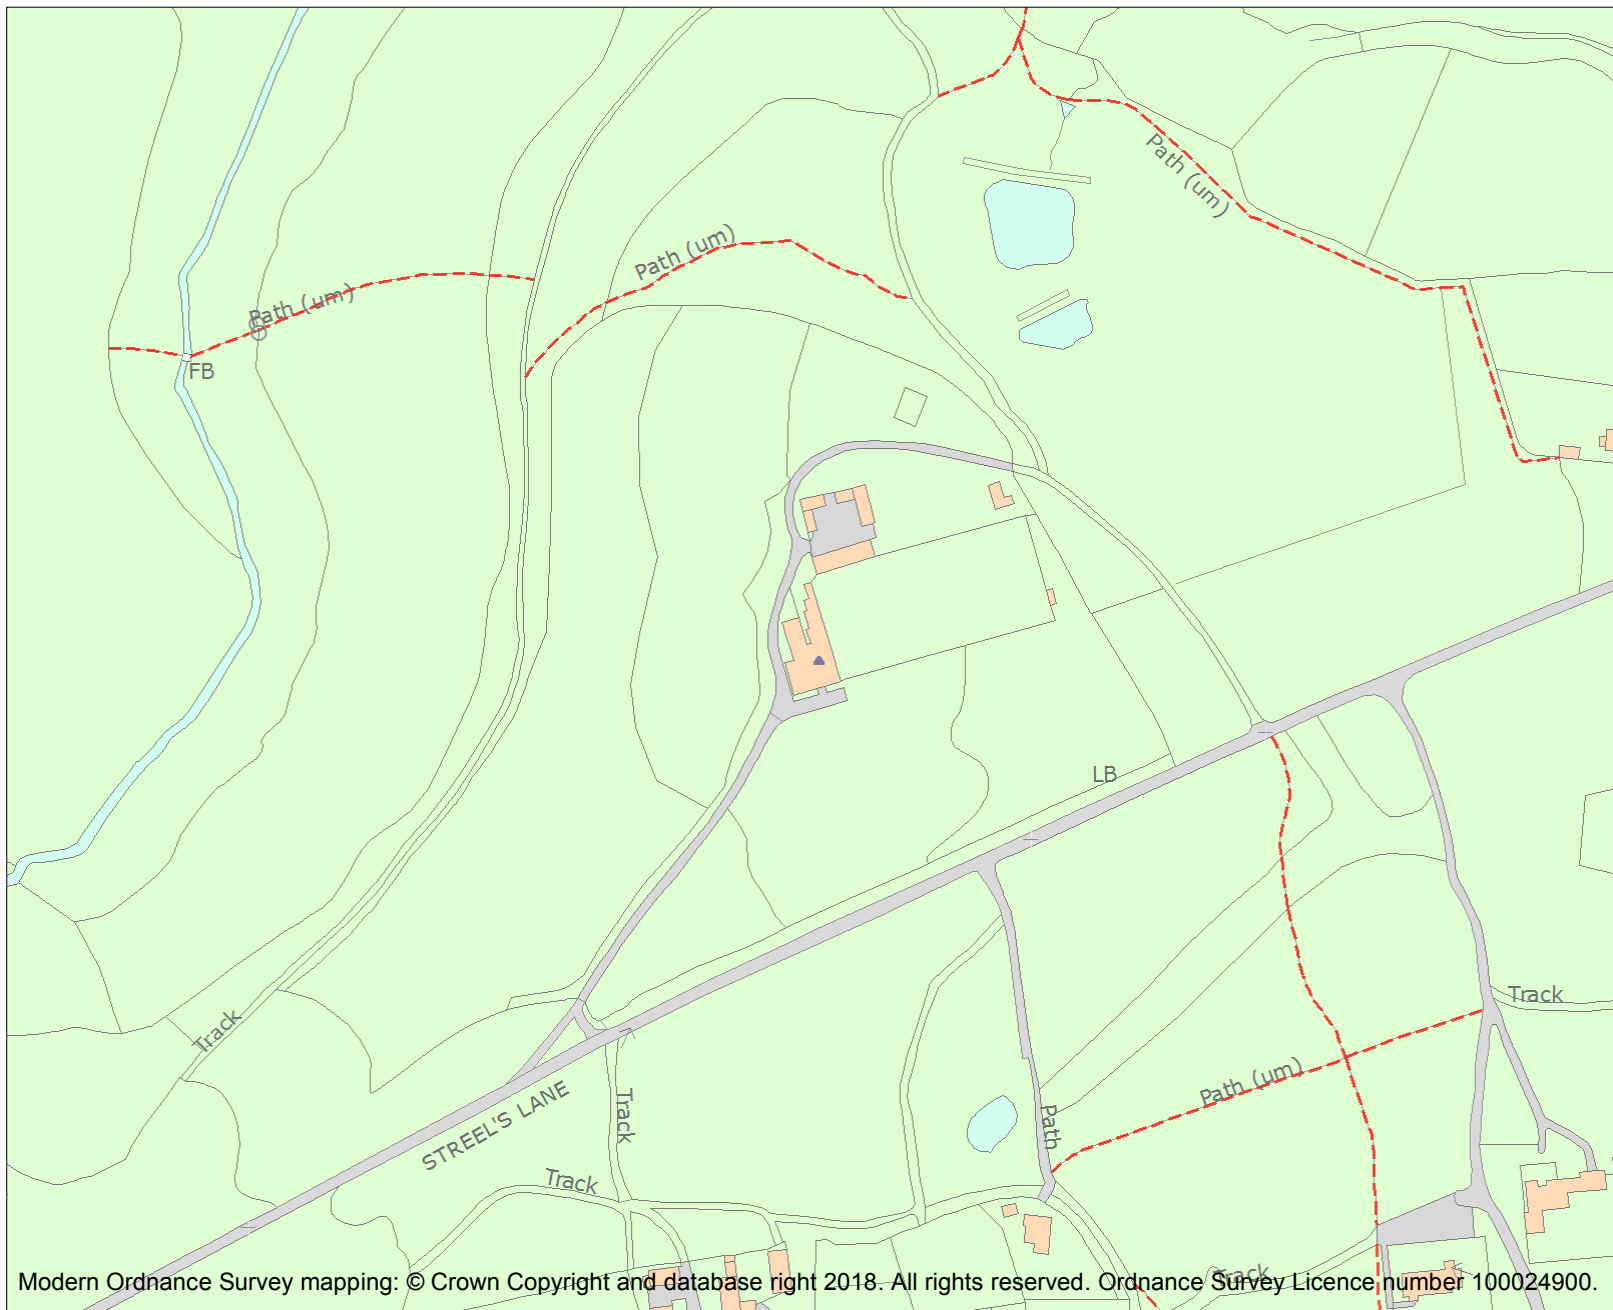 Path (um)
Path (um)
Path (um)
FB
LB
Track
Track
STREEL'S LANE
Track
Path (um)
Path
Track
Track
Modern Ordnance Survey mapping: © Crown Copyright and database right 2018. All rights reserved. Ordnance Survey Licence number 100024900.